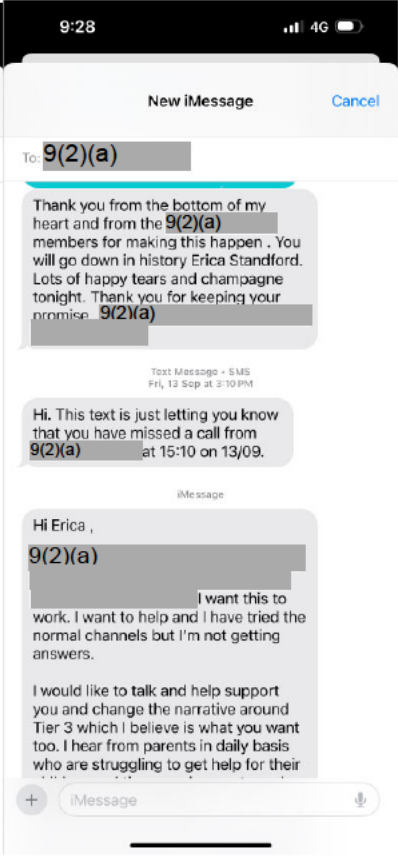 9:28
4G
New iMessage
Cancel
To: 9(2)(a)
Thank you from the bottom of my
heart and from the 9(2)(a)
members for making this happen . You
will go down in history Erica Standford.
Lots of happy tears and champagne
tonight. Thank you for keeping your
promise 9(2)(a)
Text Message • SMS
Fri, 13 Sep at 3:10 PM
Hi. This text is just letting you know
that you have missed a call from
9(2)(a) at 15:10 on 13/09.
iMessage
Hi Erica ,
9(2)(a)
I want this to
work. I want to help and I have tried the
normal channels but I'm not getting
answers.
I would like to talk and help support
you and change the narrative around
Tier 3 which I believe is what you want
too. I hear from parents in daily basis
who are struggling to get help for their
iMessage